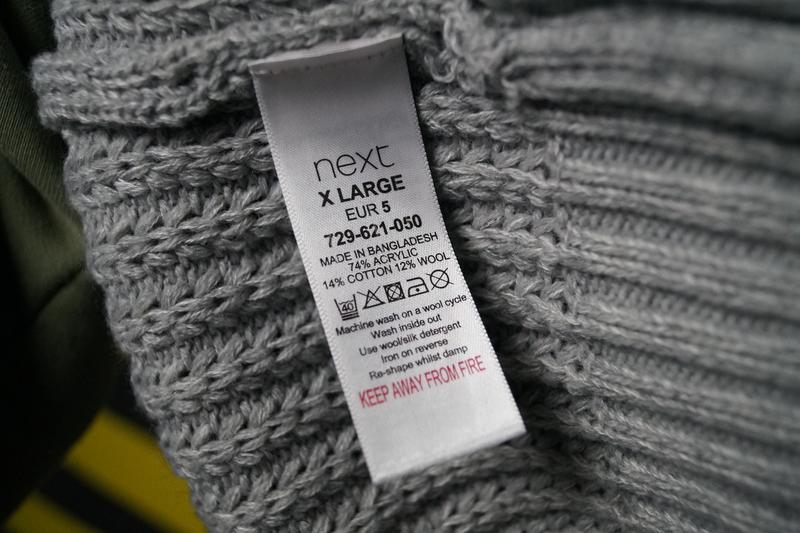 next
X LARGE
EUR 5
729-621-050
MADE IN BANGLADESH
74% ACRYLIC
14% COTTON 12% WOOL
40
Machine wash on a wool cycle
Wash inside out
Use wool/silk detergent
Iron on reverse
Re-shape whilst damp
KEEP AWAY FROM FIRE